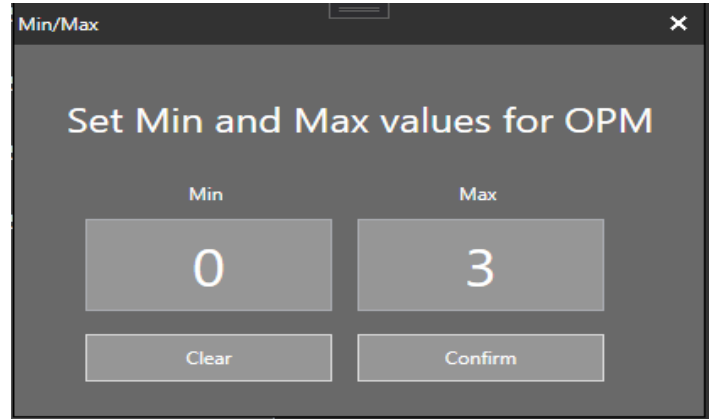 Min/Max
Set Min and Max values for OPM
Min Max
0 3
Clear Confirm